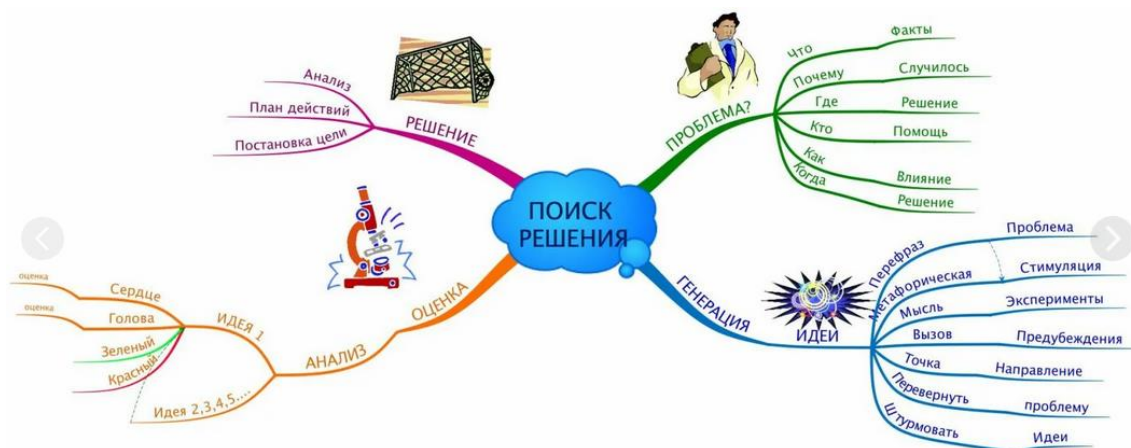 ПОИСК
РЕШЕНИЯ
ПРОБЛЕМА?
Что
Факты
Почему
Случилось
Где
Решение
Кто
Помощь
Как
Влияние
Когда
Решение
ГЕНЕРАЦИЯ
ИДЕИ
Перефраз
Проблема
Метафорическая
Стимуляция
Мысль
Эксперименты
Вызов
Предубеждения
Точка
Направление
Перевернуть
проблему
Штурмовать
Идеи
ОЦЕНКА
АНАЛИЗ
ИДЕЯ 1
Сердце
оценка
Голова
оценка
Зеленый
Красный
Идея 2,3,4,5....
РЕШЕНИЕ
Анализ
План действий
Постановка цели